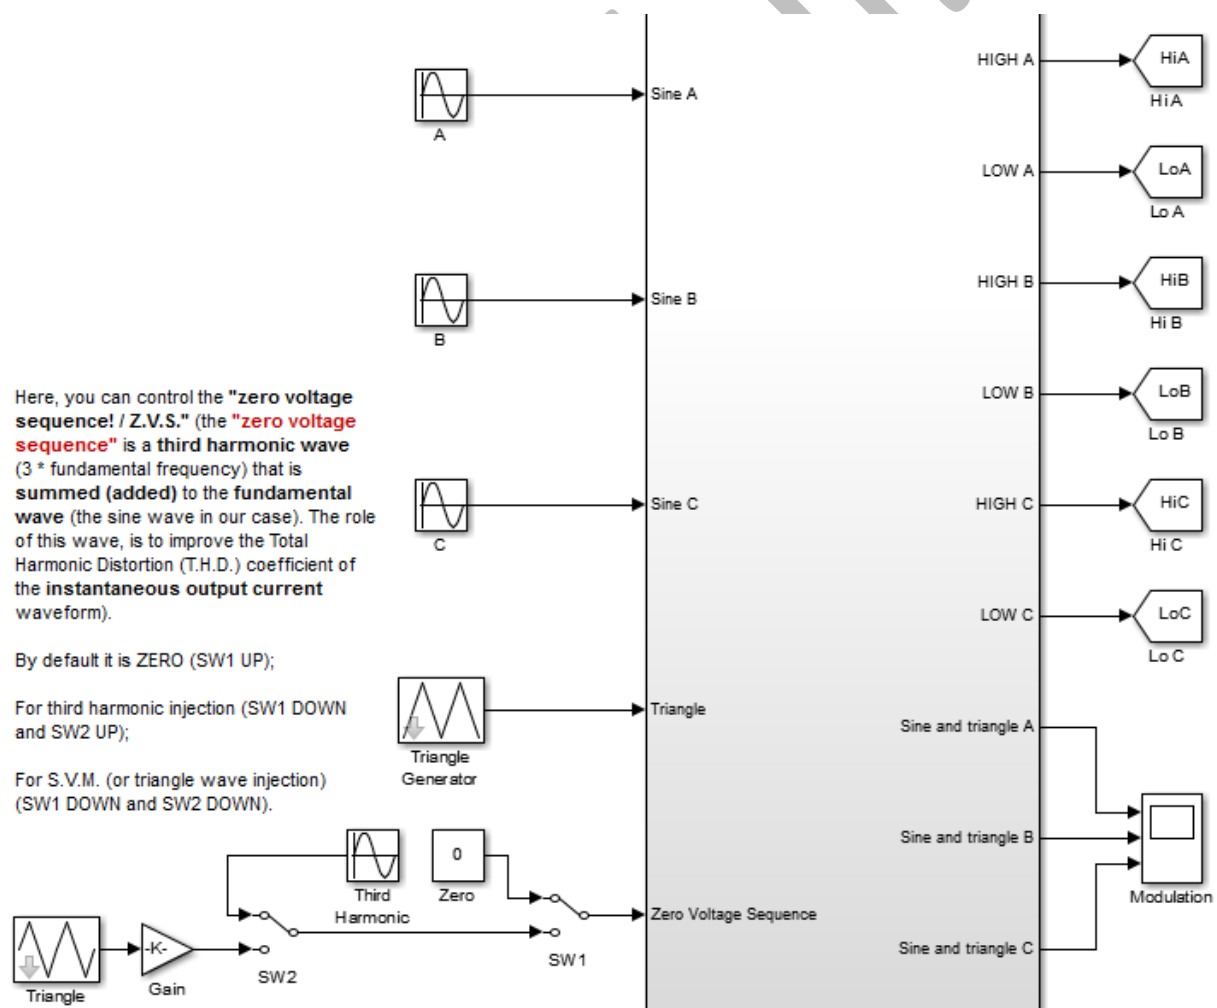 HIGH A
HiA
Hi A
Sine A
A
LOW A
LoA
Lo A
HIGH B
HiB
Hi B
Sine B
B
LOW B
LoB
Lo B
Here, you can control the "zero voltage
sequence! / Z.V.S." (the "zero voltage
sequence" is a third harmonic wave
(3 * fundamental frequency) that is
summed (added) to the fundamental
wave (the sine wave in our case). The role
of this wave, is to improve the Total
Harmonic Distortion (T.H.D.) coefficient of
the instantaneous output current
waveform).
By default it is ZERO (SW1 UP);
For third harmonic injection (SW1 DOWN
and SW2 UP);
For S.V.M. (or triangle wave injection)
(SW1 DOWN and SW2 DOWN).
Sine C
C
HIGH C
HiC
Hi C
LOW C
LoC
Lo C
Triangle
Triangle
Generator
Sine and triangle A
Sine and triangle B
Sine and triangle C
Modulation
Third
Harmonic
0
Zero
Zero Voltage Sequence
SW1
SW2
-K-
Gain
Triangle